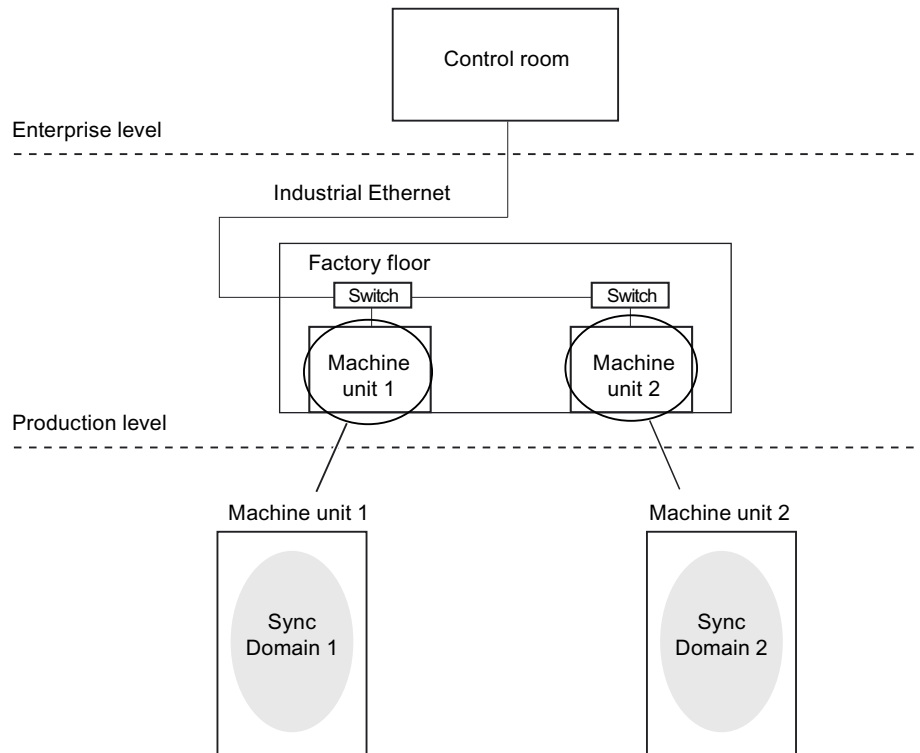 Control room
Enterprise level
Industrial Ethernet
Factory floor
Switch
Switch
Machine
unit 1
Machine
unit 2
Production level
Machine unit 1
Machine unit 2
Sync
Domain 1
Sync
Domain 2